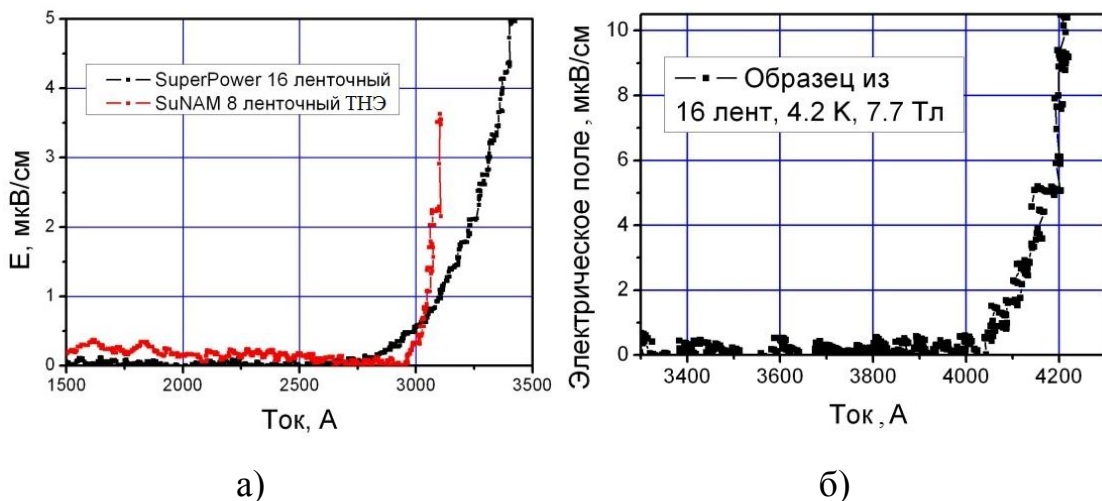 SuperPower 16 ленточный
SuNAM 8 ленточный ТНЭ
E, мкВ/см
5
4
3
2
1
0
1500 2000 2500 3000 3500
Ток, А
а)
Образец из
16 лент, 4.2 K, 7.7 Тл
Электрическое поле, мкВ/см
10
8
6
4
2
0
3400 3600 3800 4000 4200
Ток , А
б)